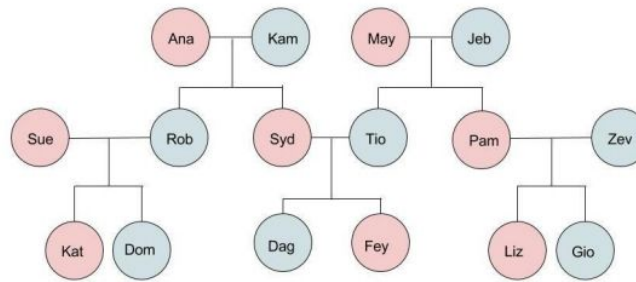 Ana Kam May Jeb
Sue Rob Syd Tio Pam Zev
Kat Dom Dag Fey Liz Gio